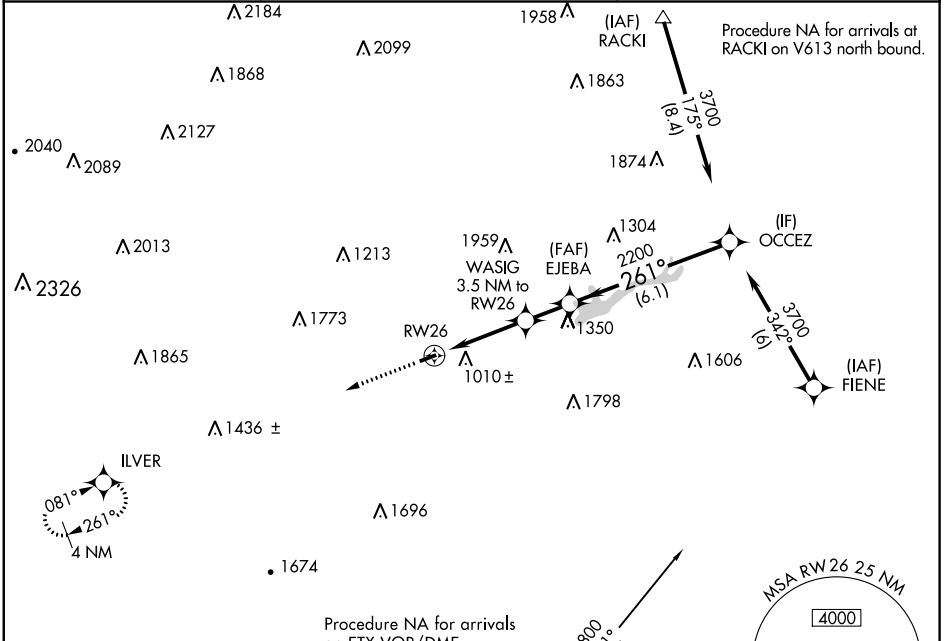 2184
1958
(IAF)
RACKI
Procedure NA for arrivals at
RACKI on V613 north bound.
2099
1868
1863
3700
175°
(8.4)
2127
2040
2089
1874
2013
1213
1959
1304
(IF)
OCCEZ
(FAF)
EJEBA
2200
261°
(6.1)
WASIG
3.5 NM to
RW26
2326
1773
1350
3700
342°
(6)
RW26
1865
1010 ±
1606
(IAF)
FIENE
1798
1436 ±
ILVER
081°
261°
4 NM
1696
1674
MSA RW 26 25 NM
4000
Procedure NA for arrivals